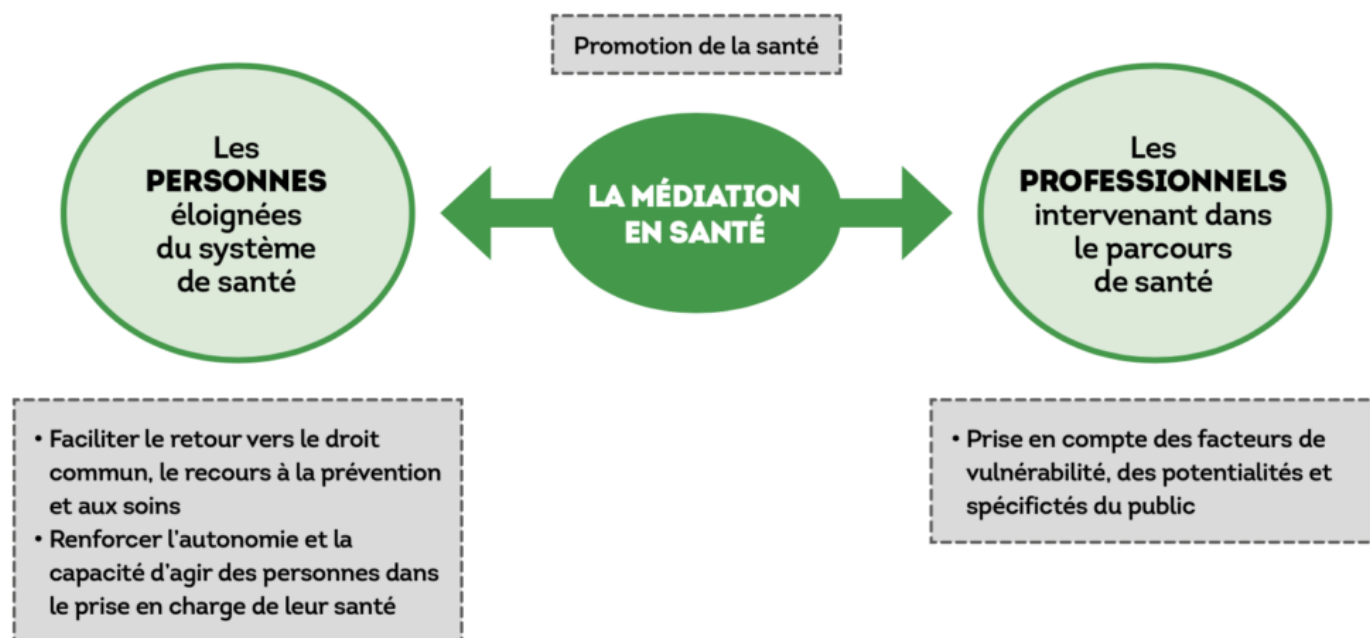 Promotion de la santé
Les
PERSONNES
éloignées
du système
de santé
LA MÉDIATION
EN SANTÉ
Les
PROFESSIONNELS
intervenant dans
le parcours
de santé
• Faciliter le retour vers le droit
commun, le recours à la prévention
et aux soins
• Renforcer l'autonomie et la
capacité d'agir des personnes dans
le prise en charge de leur santé
• Prise en compte des facteurs de
vulnérabilité, des potentialités et
spécifictés du public